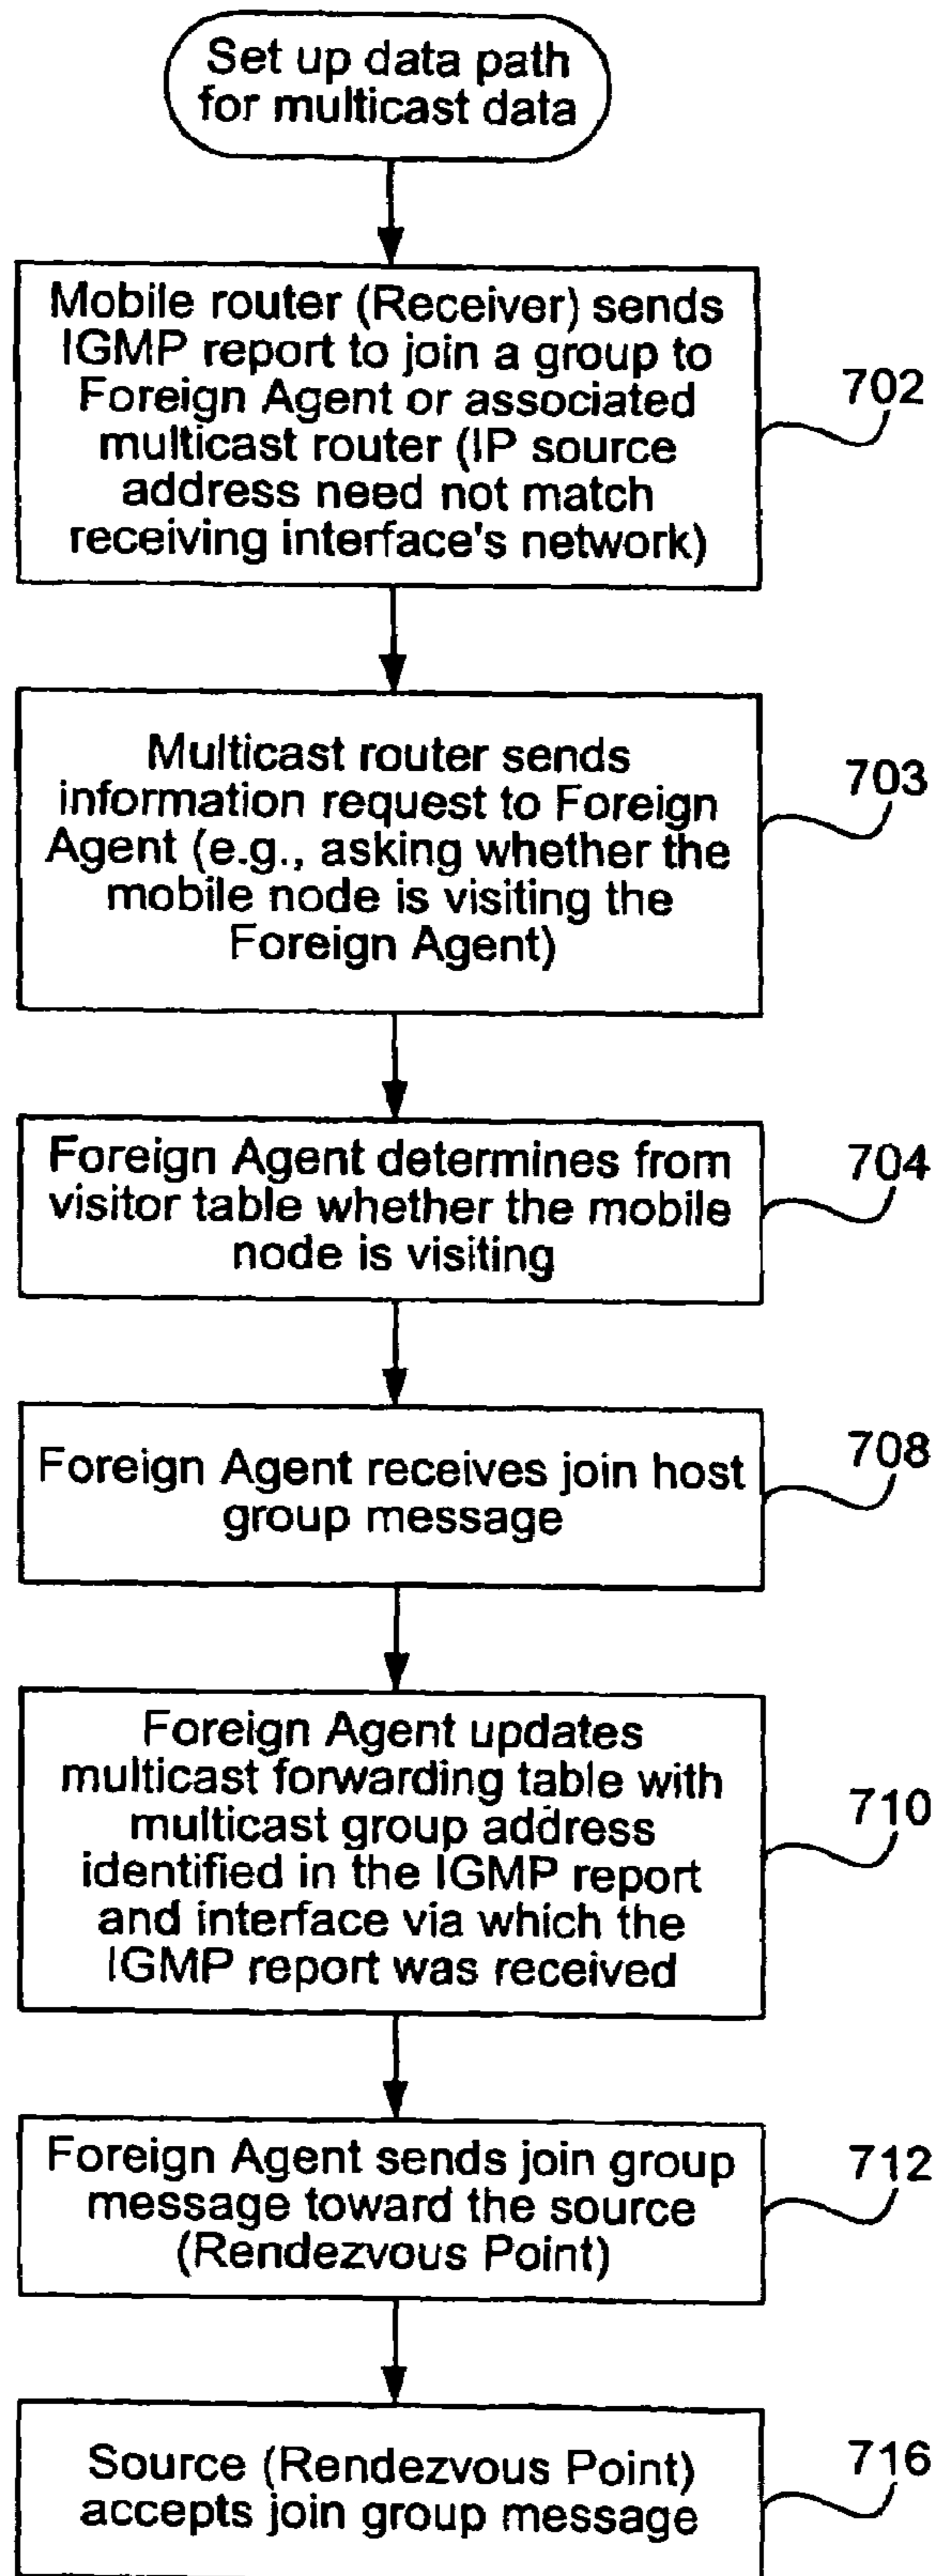 Set up data path
for multicast data
Mobile router (Receiver) sends
IGMP report to join a group to
Foreign Agent or associated
multicast router (IP source
address need not match
receiving interface's network)
702
Multicast router sends
information request to Foreign
Agent (e.g., asking whether the
mobile node is visiting the
Foreign Agent)
703
Foreign Agent determines from
visitor table whether the mobile
node is visiting
704
Foreign Agent receives join host
group message
708
Foreign Agent updates
multicast forwarding table with
multicast group address
identified in the IGMP report
and interface via which the
IGMP report was received
710
Foreign Agent sends join group
message toward the source
(Rendezvous Point)
712
Source (Rendezvous Point)
accepts join group message
716